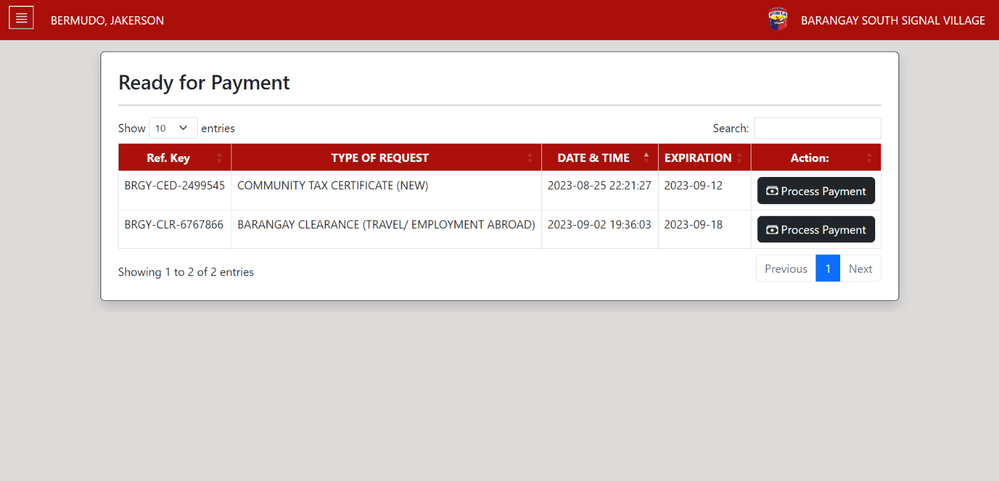 BERMUDO, JAKERSON
BARANGAY SOUTH SIGNAL VILLAGE
Ready for Payment
Show 10 entries
Search:
Ref. Key TYPE OF REQUEST DATE & TIME EXPIRATION Action:
BRGY-CED-2499545 COMMUNITY TAX CERTIFICATE (NEW) 2023-08-25 22:21:27 2023-09-12 Process Payment
BRGY-CLR-6767866 BARANGAY CLEARANCE (TRAVEL/ EMPLOYMENT ABROAD) 2023-09-02 19:36:03 2023-09-18 Process Payment
Showing 1 to 2 of 2 entries
Previous 1 Next